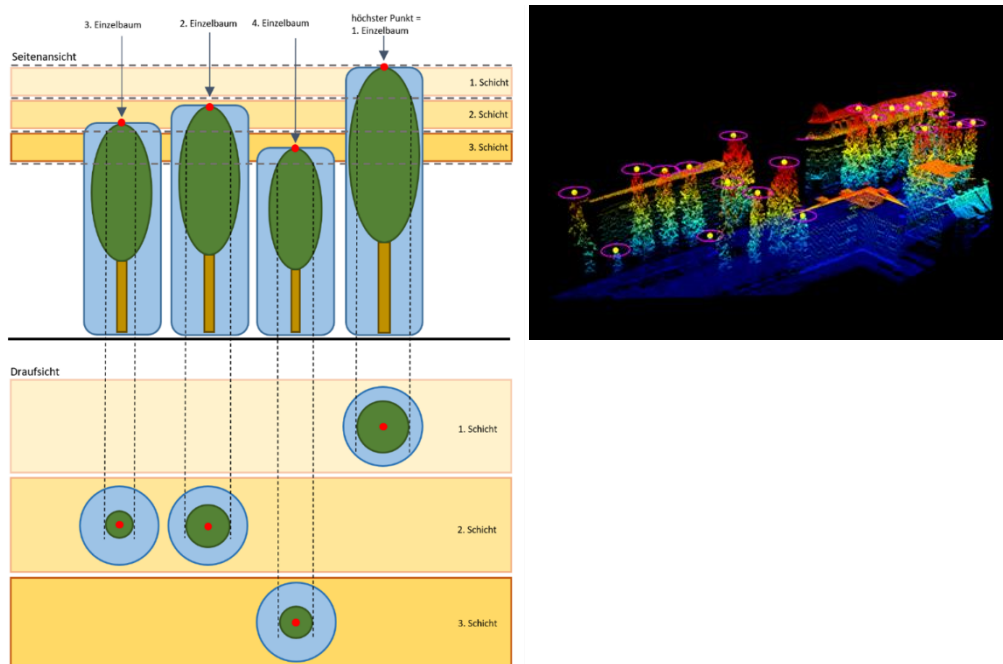 3. Einzelbaum
2. Einzelbaum
4. Einzelbaum
höchster Punkt =
1. Einzelbaum
Seitenansicht
1. Schicht
2. Schicht
3. Schicht
Draufsicht
1. Schicht
2. Schicht
3. Schicht